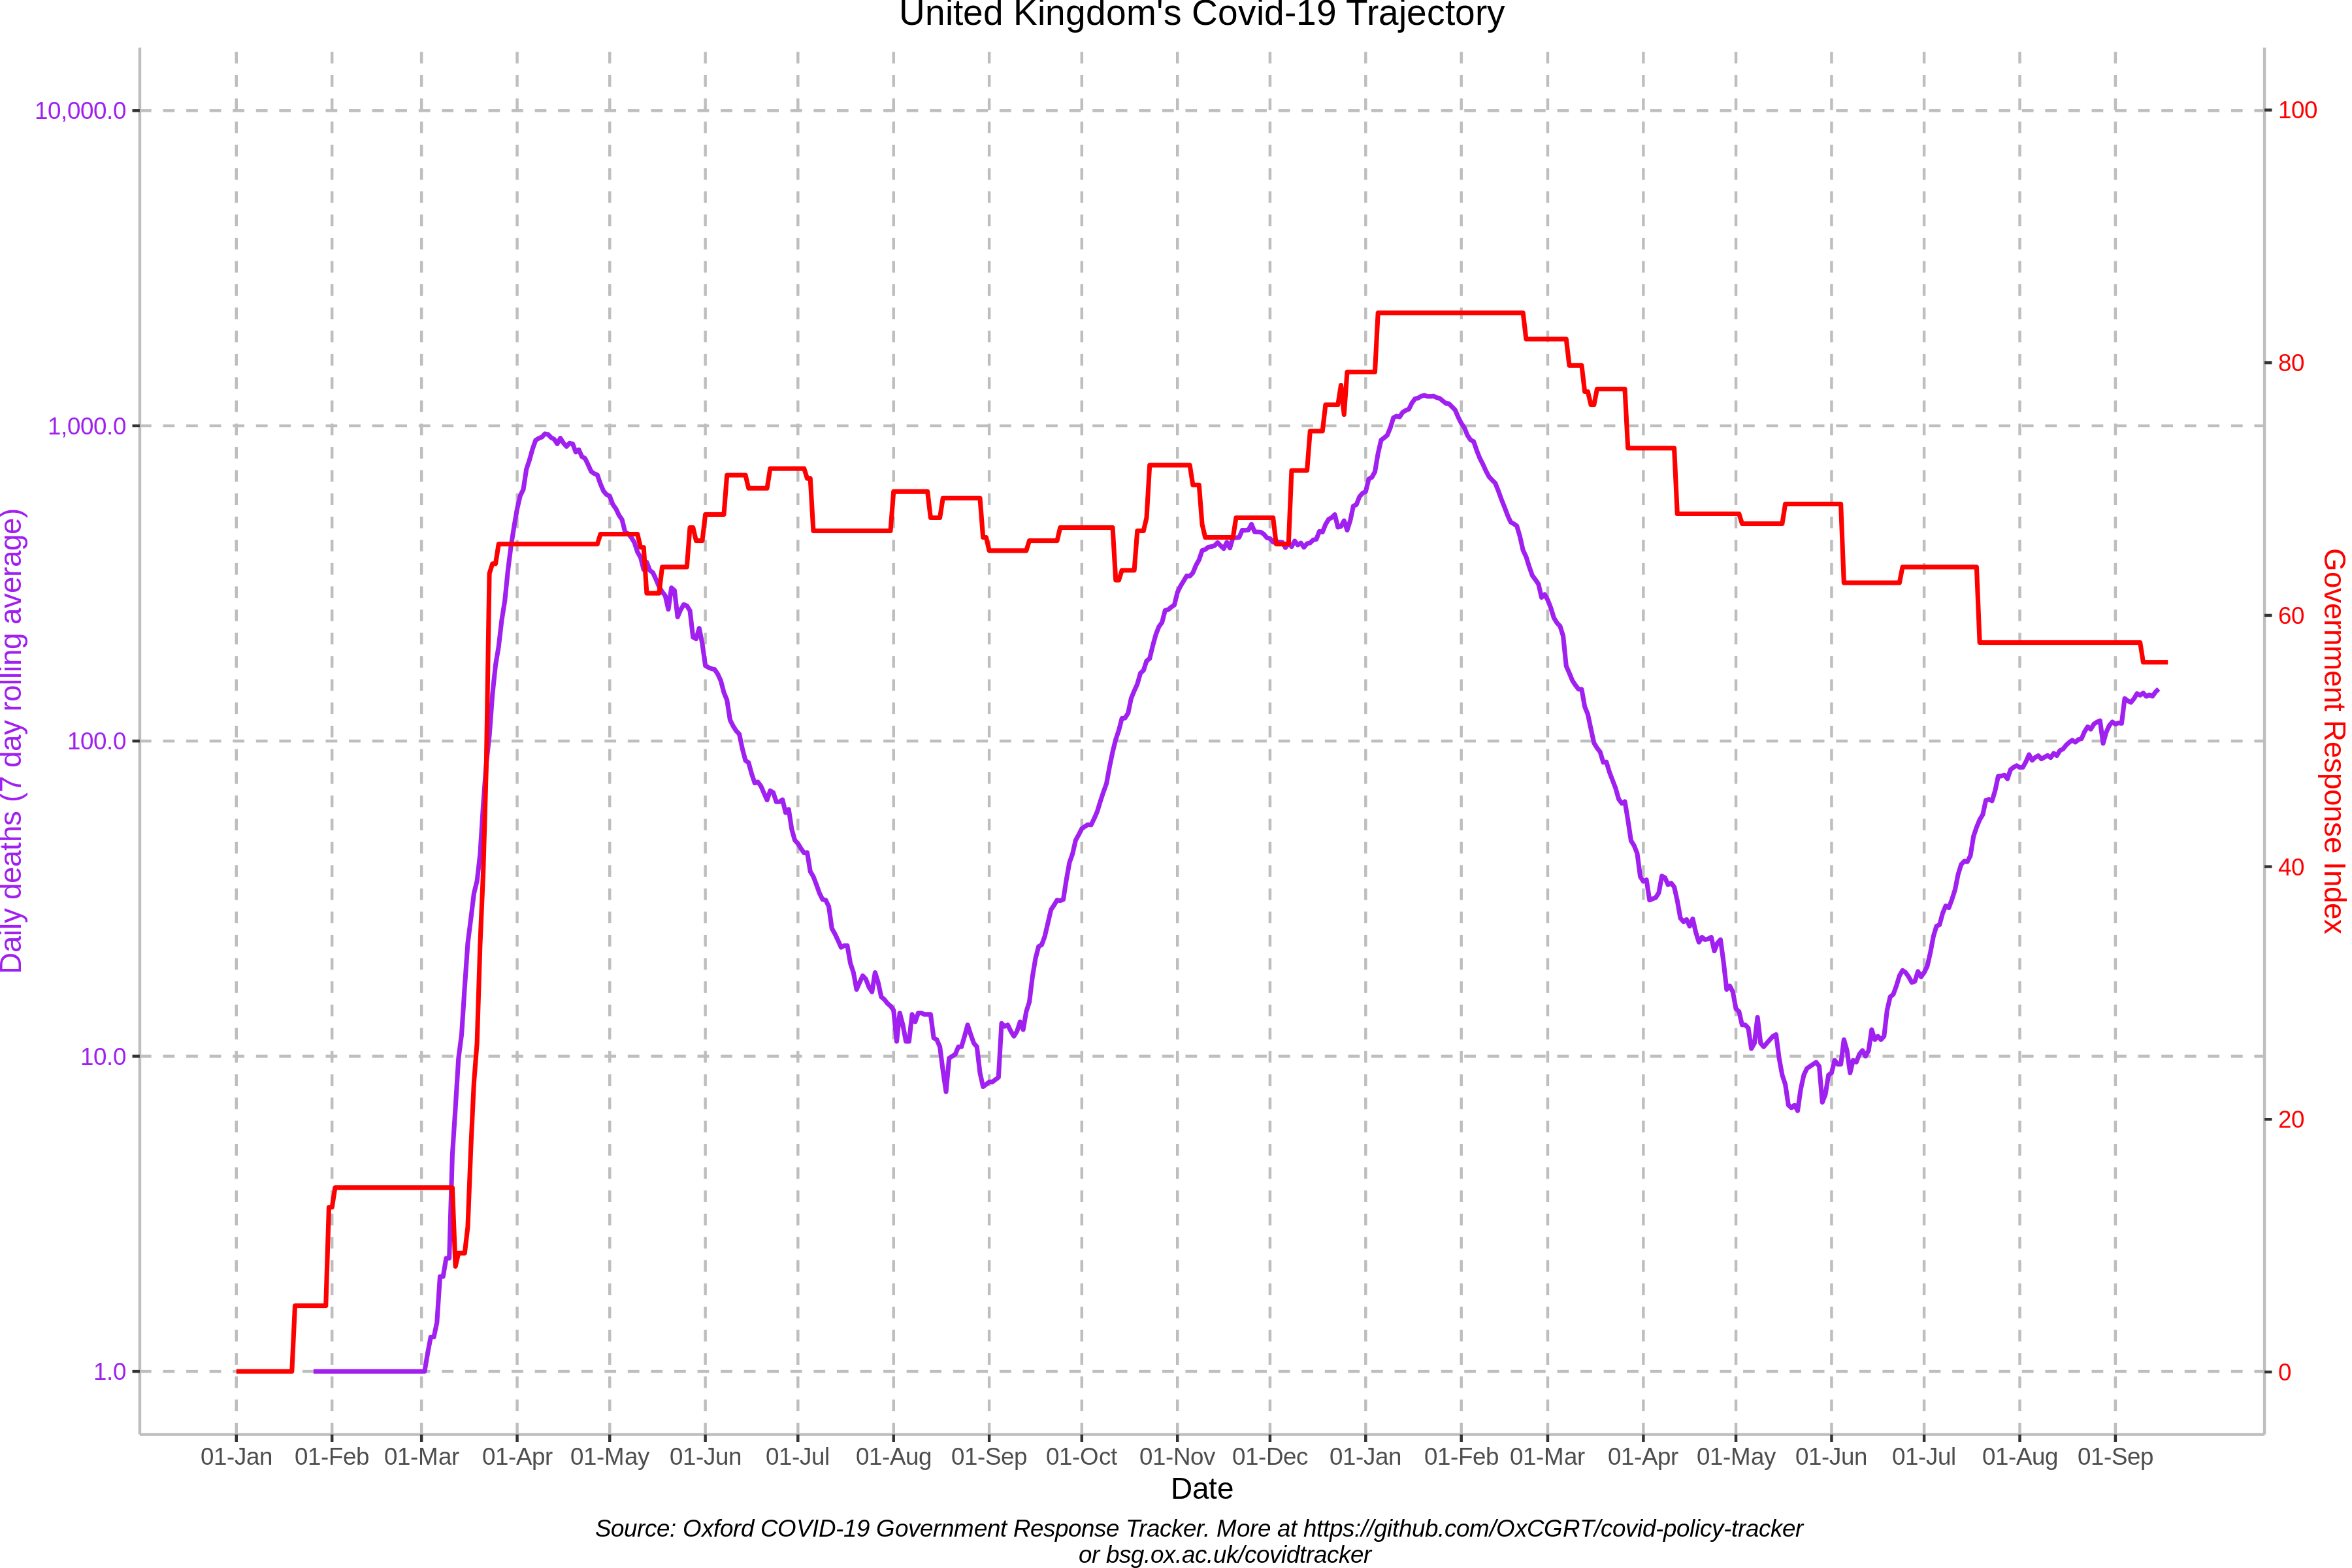 United Kingdom's Covid-19 Trajectory
10,000.0
1,000.0
100.0
10.0
1.0
Daily deaths (7 day rolling average)
100
80
60
40
20
0
Government Response Index
01-Jan 01-Feb 01-Mar 01-Apr 01-May 01-Jun 01-Jul 01-Aug 01-Sep 01-Oct 01-Nov 01-Dec 01-Jan 01-Feb 01-Mar 01-Apr 01-May 01-Jun 01-Jul 01-Aug 01-Sep
Date
Source: Oxford COVID-19 Government Response Tracker. More at https://github.com/OxCGRT/covid-policy-tracker
or bsg.ox.ac.uk/covidtracker